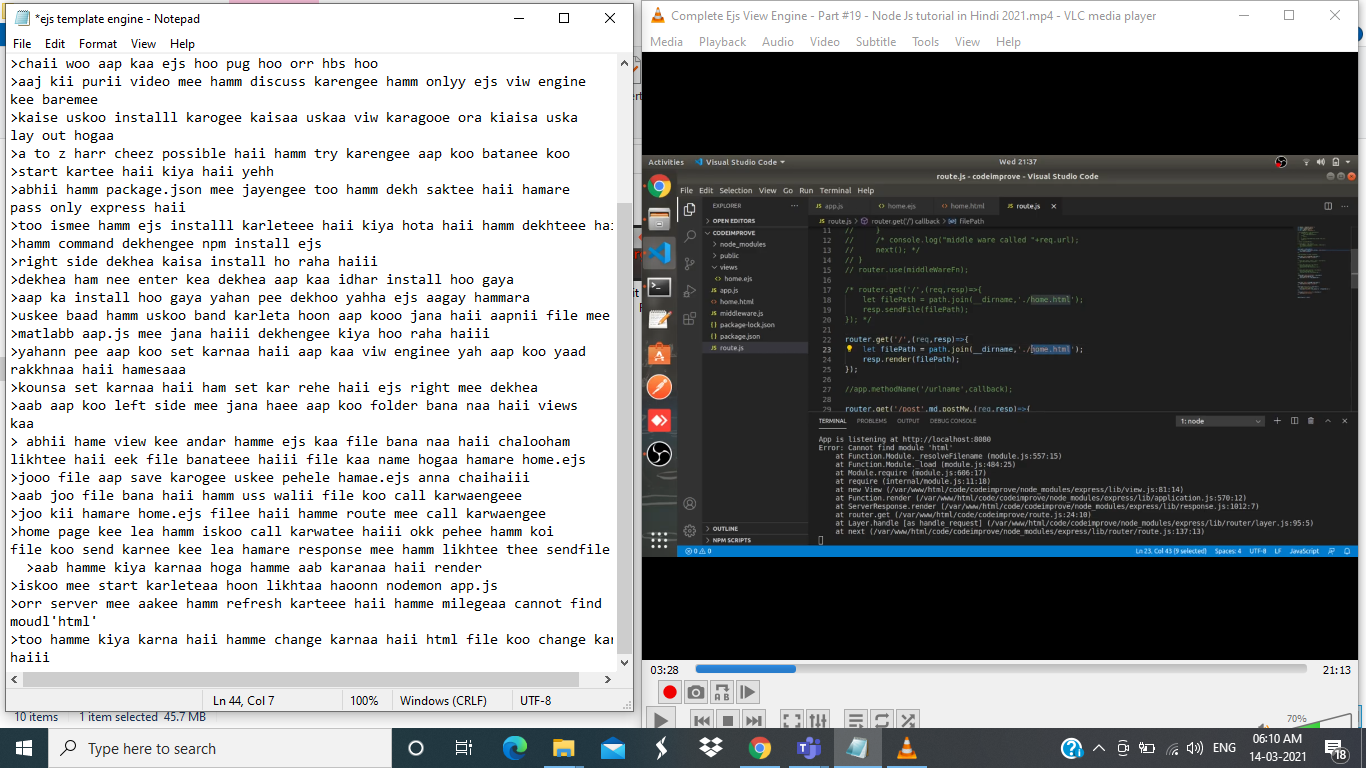 *ejs template engine - Notepad
File Edit Format View Help
>chaii woo aap kaa ejs hoo pug hoo orr hbs hoo
>aaj kii purii video mee hamm discuss karengee hamm onlyy ejs viw engine
kee baremee
>kaise uskoo installl karogee kaisaa uskaa viw karagooe ora kiaisa uska
lay out hogaa
>a to z harr cheez possible haii hamm try karengee aap koo batanee koo
>start kartee haii kiya haii yehh
>abhii hamm package.json mee jayengee too hamm dekh saktee haii hamare
pass only express haii
>too ismee hamm ejs installl karleteee haii kiya hota haii hamm dekhteee ha
>hamm command dekhengee npm install ejs
>right side dekhea kaisa install ho raha haiii
>dekhea ham nee enter kea dekhea aap ka idhar install hoo gaya
>aap ka install hoo gaya yahan pee dekhoo yahha ejs aagay hammara
>uskee baad hamm uskoo band karleta hoon aap kooo jana haii aapnii file mee
>matlabb aap.js mee jana haiii dekhengee kiya hoo raha haiii
>yahann pee aap koo set karnaa haii aap kaa viw enginee yah aap koo yaad
rakkhnaa haii hamesaaa
>kounsa set karnaa haii ham set kar rehe haii ejs right mee dekhea
>aab aap koo left side mee jana haee aap koo folder bana naa haii views
kaa
> abhii hame view kee andar hamme ejs kaa file bana naa haii chalooham
likhtee haii eek file banatee haiii file kaa name hogaa hamare home.ejs
>jooo file aap save karogee uskee pehele hamae.ejs anna chaihaiii
>aab joo file bana haii hamm uss walii file koo call karwaengeee
>joo kii hamare home.ejs filee haii hamme route mee call karwaengee
>home page kee lea hamm iskoo call karwatee haiii okk pehee hamm koi
file koo send karnee kee lea hamare response mee hamm likhtee thee sendfile
>aab hamme kiya karnaa hoga hamme aab karanaa haii render
>iskoo mee start karleteaa hoon likhtaa haoonn nodemon app.js
>orr server mee aakee hamm refresh karteee haii hamme milegeaa cannot find
moudl'html'
>too hamme kiya karna haii hamme change karnaa haii html file koo change kar
haiii
Ln 44, Col 7 100% Windows (CRLF) UTF-8
10 items 1 item selected 45.7 MB
Complete Ejs View Engine - Part #19 - Node Js tutorial in Hindi 2021.mp4 - VLC media player
Media Playback Audio Video Subtitle Tools View Help
Activities Visual Studio Code Wed 21:37
route.js - codeimprove - Visual Studio Code
File Edit Selection View Go Run Terminal Help
EXPLORER
OPEN EDITORS
CODEIMPROVE
node_modules
public
views
home.ejs
app.js
home.html
middleware.js
package-lock.json
package.json
route.js
OUTLINE
NPM SCRIPTS
app.js home.ejs home.html route.js
route.js > router.get('/') callback > filePath
11 // }
12 // /* console.log("middle ware called "+req.url);
13 // next(); */
14 // }
15 // router.use(middleWareFn);
16
17 /* router.get('/',(req,resp)=>{
18 let filePath = path.join(__dirname,'./home.html');
19 resp.sendFile(filePath);
20 }); */
21
22 router.get('/',(req,resp)=>{
23 let filePath = path.join(__dirname,'./home.html');
24 resp.render(filePath);
25 });
26
27 //app.methodName('/urlname',callback);
28
29 router.get('/post',md.postMw,(req,resp)=>{
TERMINAL PROBLEMS OUTPUT DEBUG CONSOLE 1: node
App is listening at http://localhost:8080
Error: Cannot find module 'html'
at Function.Module._resolveFilename (module.js:557:15)
at Function.Module._load (module.js:484:25)
at Module.require (module.js:606:17)
at require (internal/module.js:11:18)
at new View (/var/www/html/code/codeimprove/node_modules/express/lib/view.js:81:14)
at Function.render (/var/www/html/code/codeimprove/node_modules/express/lib/application.js:570:12)
at ServerResponse.render (/var/www/html/code/codeimprove/node_modules/express/lib/response.js:1012:7)
at router.get (/var/www/html/code/codeimprove/route.js:24:10)
at Layer.handle [as handle_request] (/var/www/html/code/codeimprove/node_modules/express/lib/router/layer.js:95:5)
at next (/var/www/html/code/codeimprove/node_modules/express/lib/router/route.js:137:13)
0 0 Ln 23, Col 43 (9 selected) Spaces: 4 UTF-8 LF JavaScript
03:28 21:13
70%
Type here to search
ENG
06:10 AM
14-03-2021
18